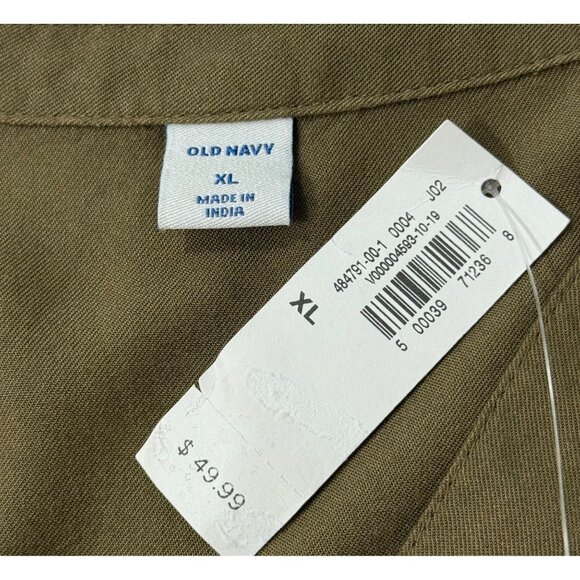 OLD NAVY
XL
MADE IN
INDIA
484791-00-1 0004 J02
V000004593-10-19
5 00039 71236 8
XL
$ 49.99